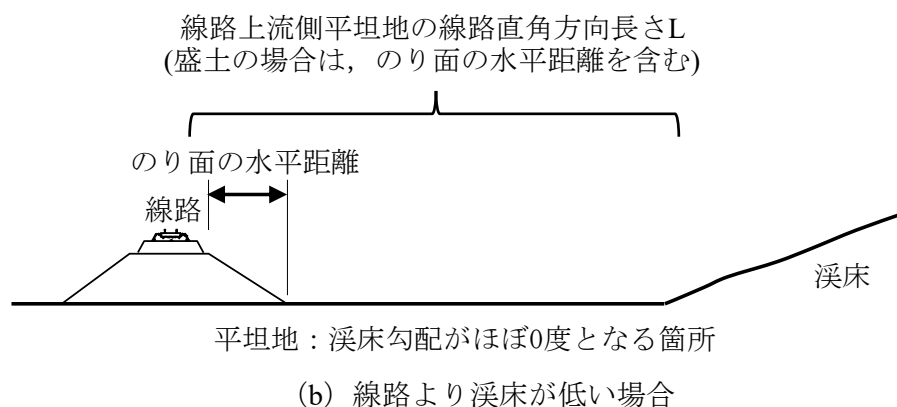 線路上流側平坦地の線路直角方向長さL
(盛土の場合は，のり面の水平距離を含む)
のり面の水平距離
線路
渓床
平坦地：渓床勾配がほぼ0度となる箇所
(b) 線路より渓床が低い場合